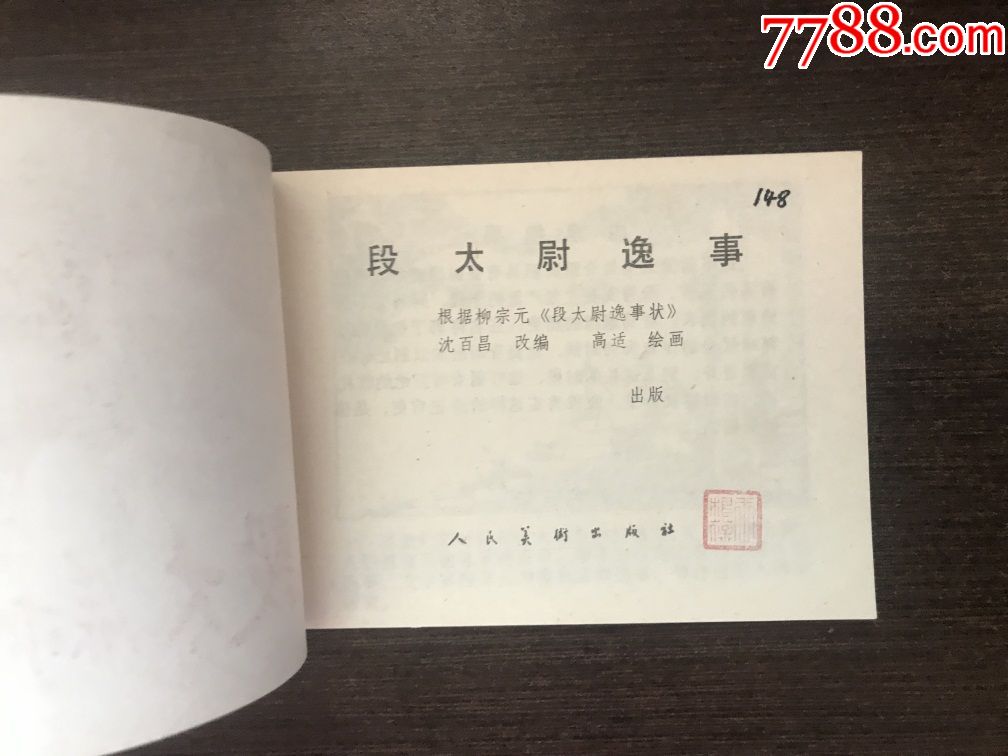 7788.com
148
段太尉逸事
根据柳宗元《段太尉逸事状》
沈百昌 改编 高适 绘画
出版
人民美術出版社